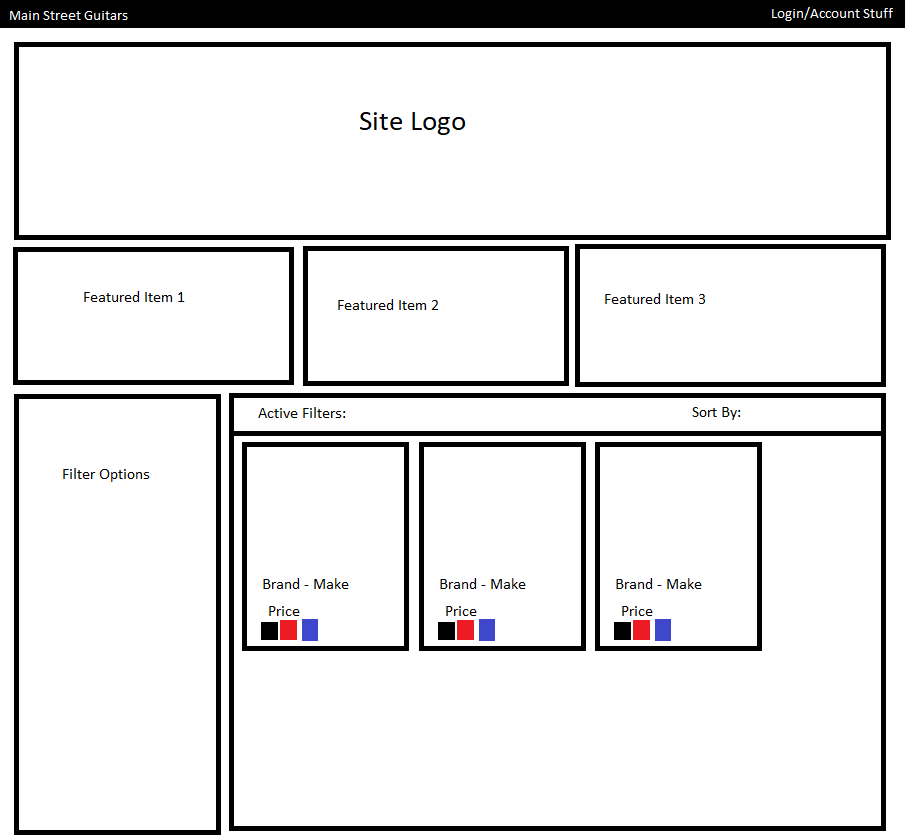 Main Street Guitars
Login/Account Stuff
Site Logo
Featured Item 1
Featured Item 2
Featured Item 3
Filter Options
Active Filters:
Sort By:
Brand - Make
Price
Brand - Make
Price
Brand - Make
Price